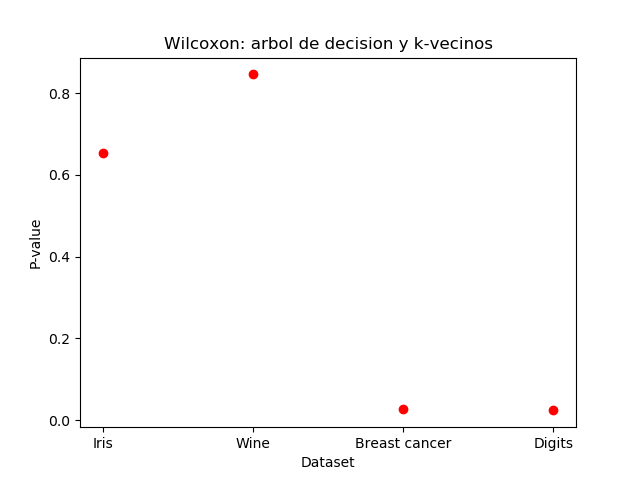 Wilcoxon: arbol de decision y k-vecinos
P-value
0.8
0.6
0.4
0.2
0.0
Iris Wine Breast cancer Digits
Dataset